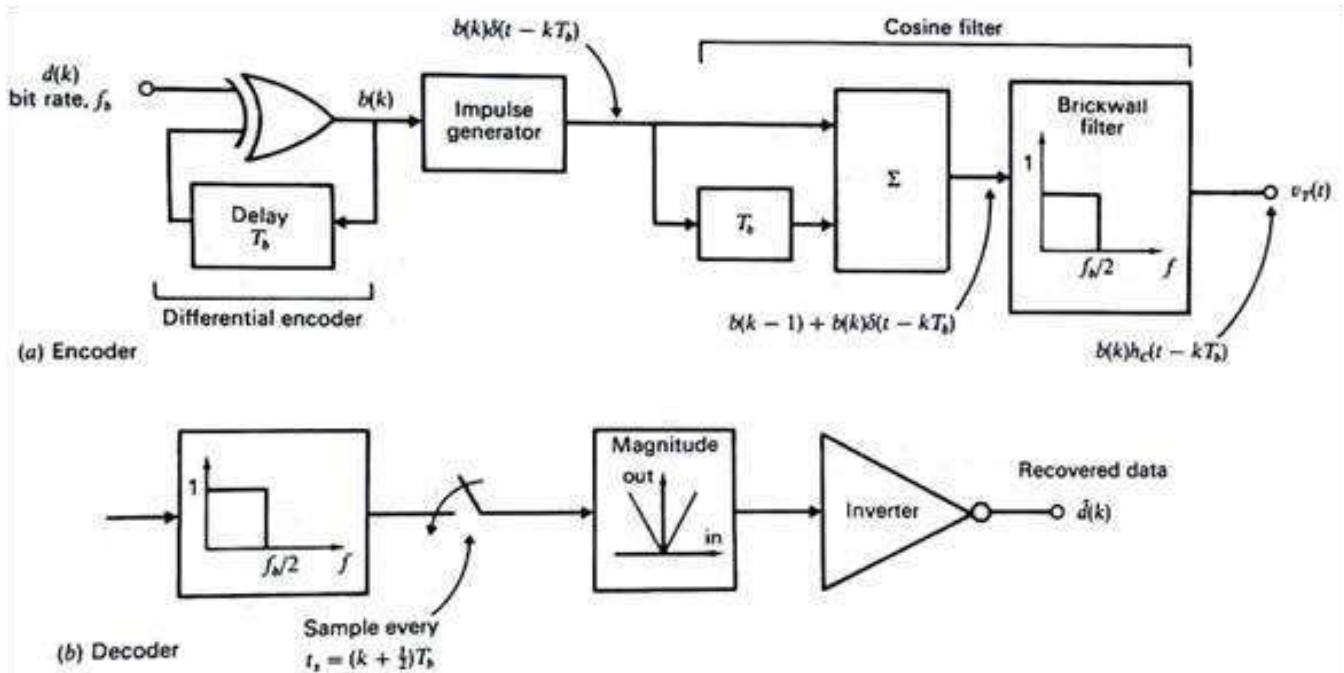 b(k)δ(t − kT_b)
Cosine filter
d(k)
bit rate, f_b
b(k)
Impulse
generator
Brickwall
filter
1
Σ
v_T(t)
Delay
T_b
T_b
f_b/2
f
Differential encoder
b(k − 1) + b(k)δ(t − kT_b)
b(k)h_C(t − kT_b)
(a) Encoder
Magnitude
out
Recovered data
1
Inverter
d̂(k)
in
f_b/2
f
Sample every
t_s = (k + ½)T_b
(b) Decoder